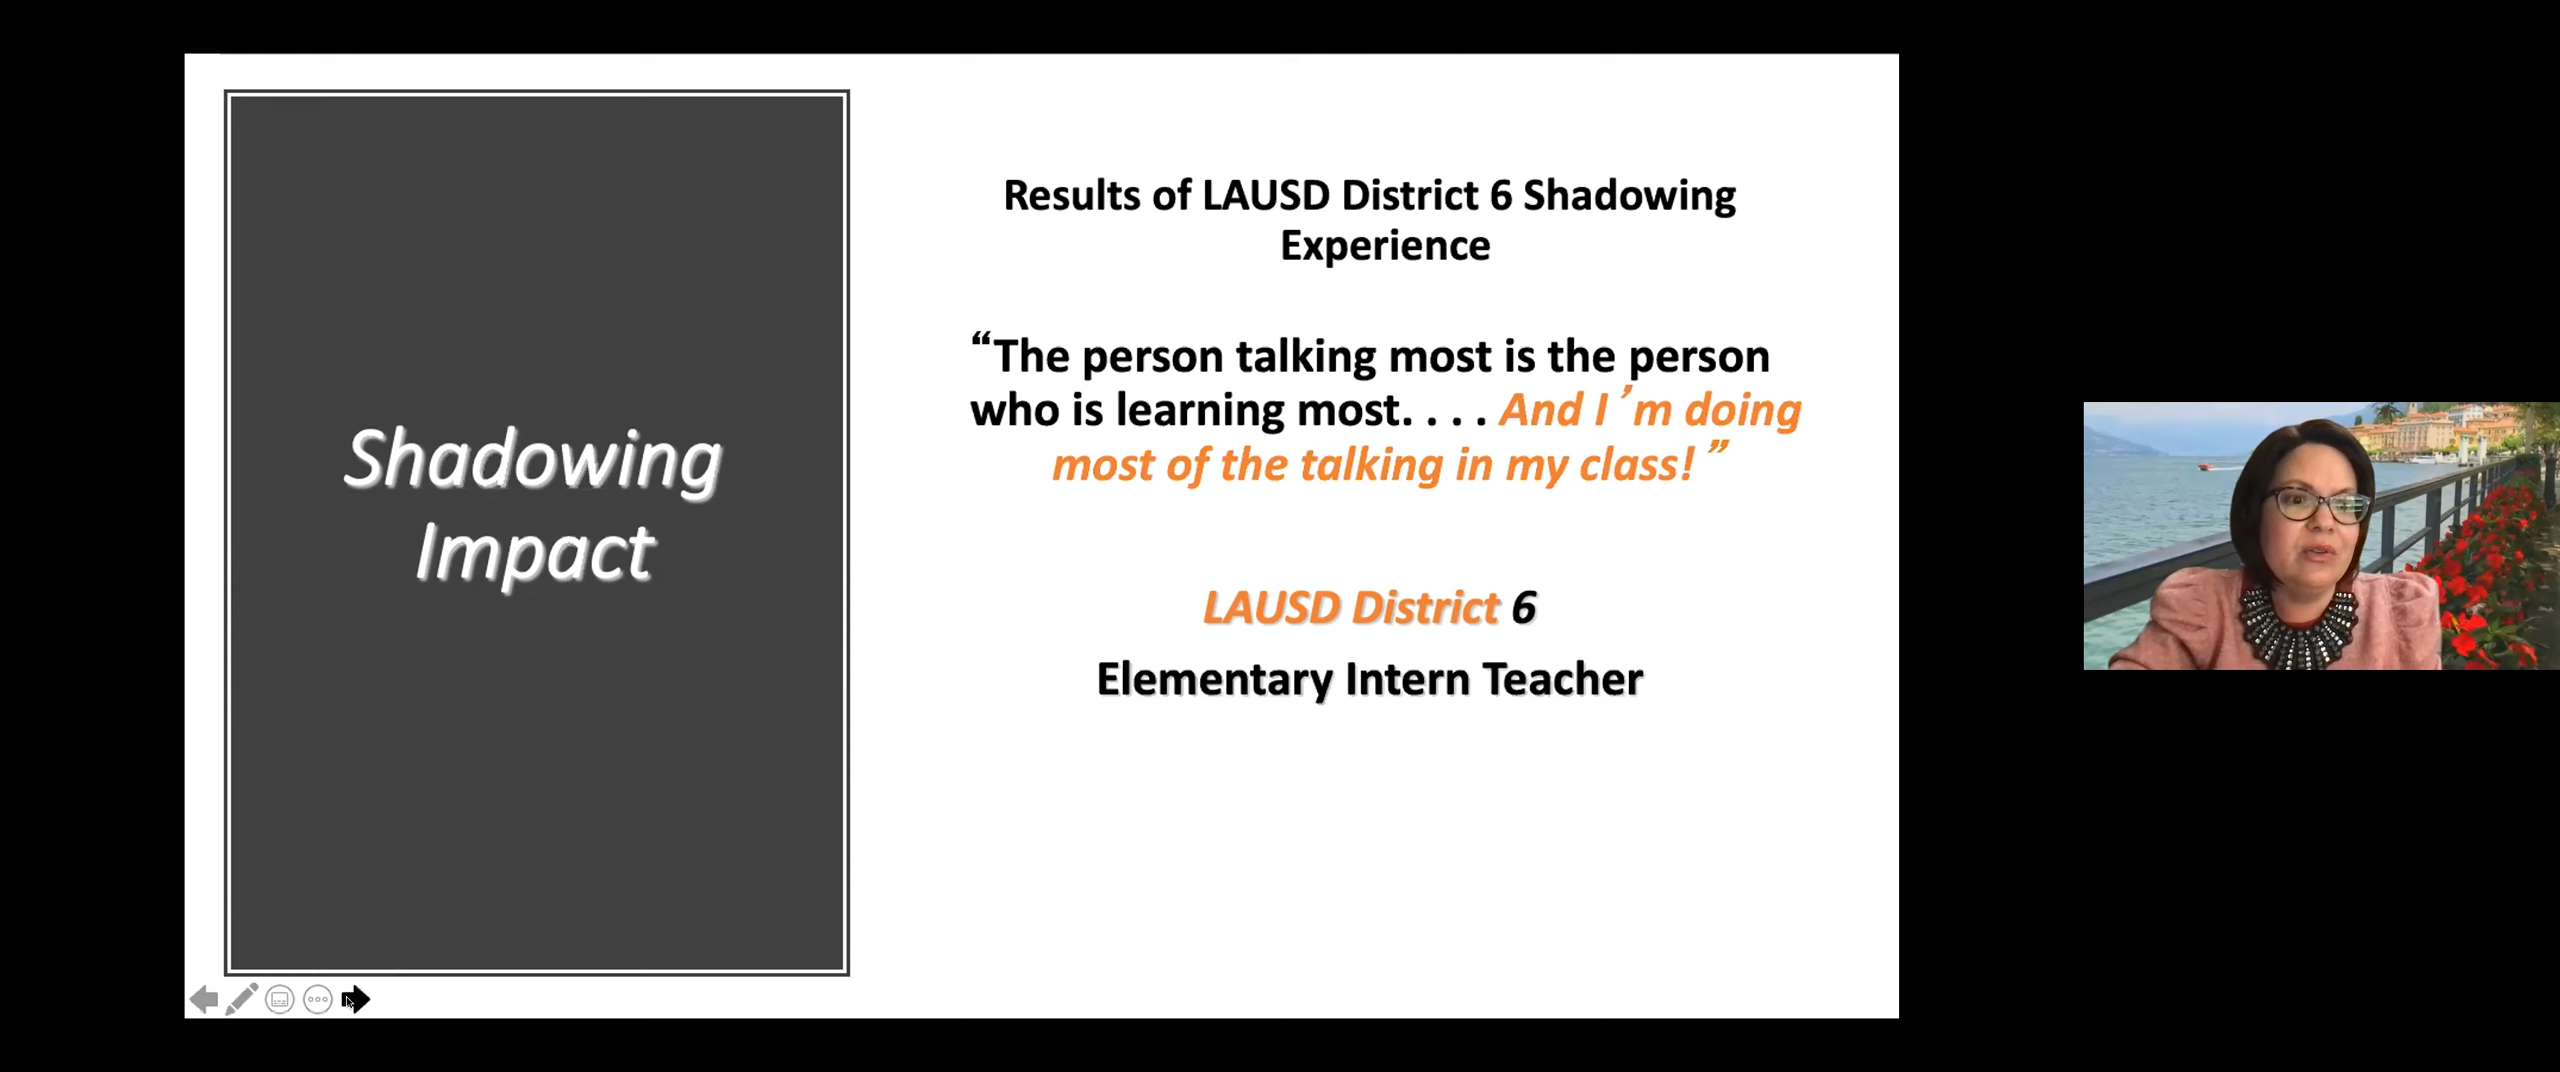 Shadowing
Impact
Results of LAUSD District 6 Shadowing
Experience
“The person talking most is the person
who is learning most. . . . And I’m doing
most of the talking in my class!”
LAUSD District 6
Elementary Intern Teacher